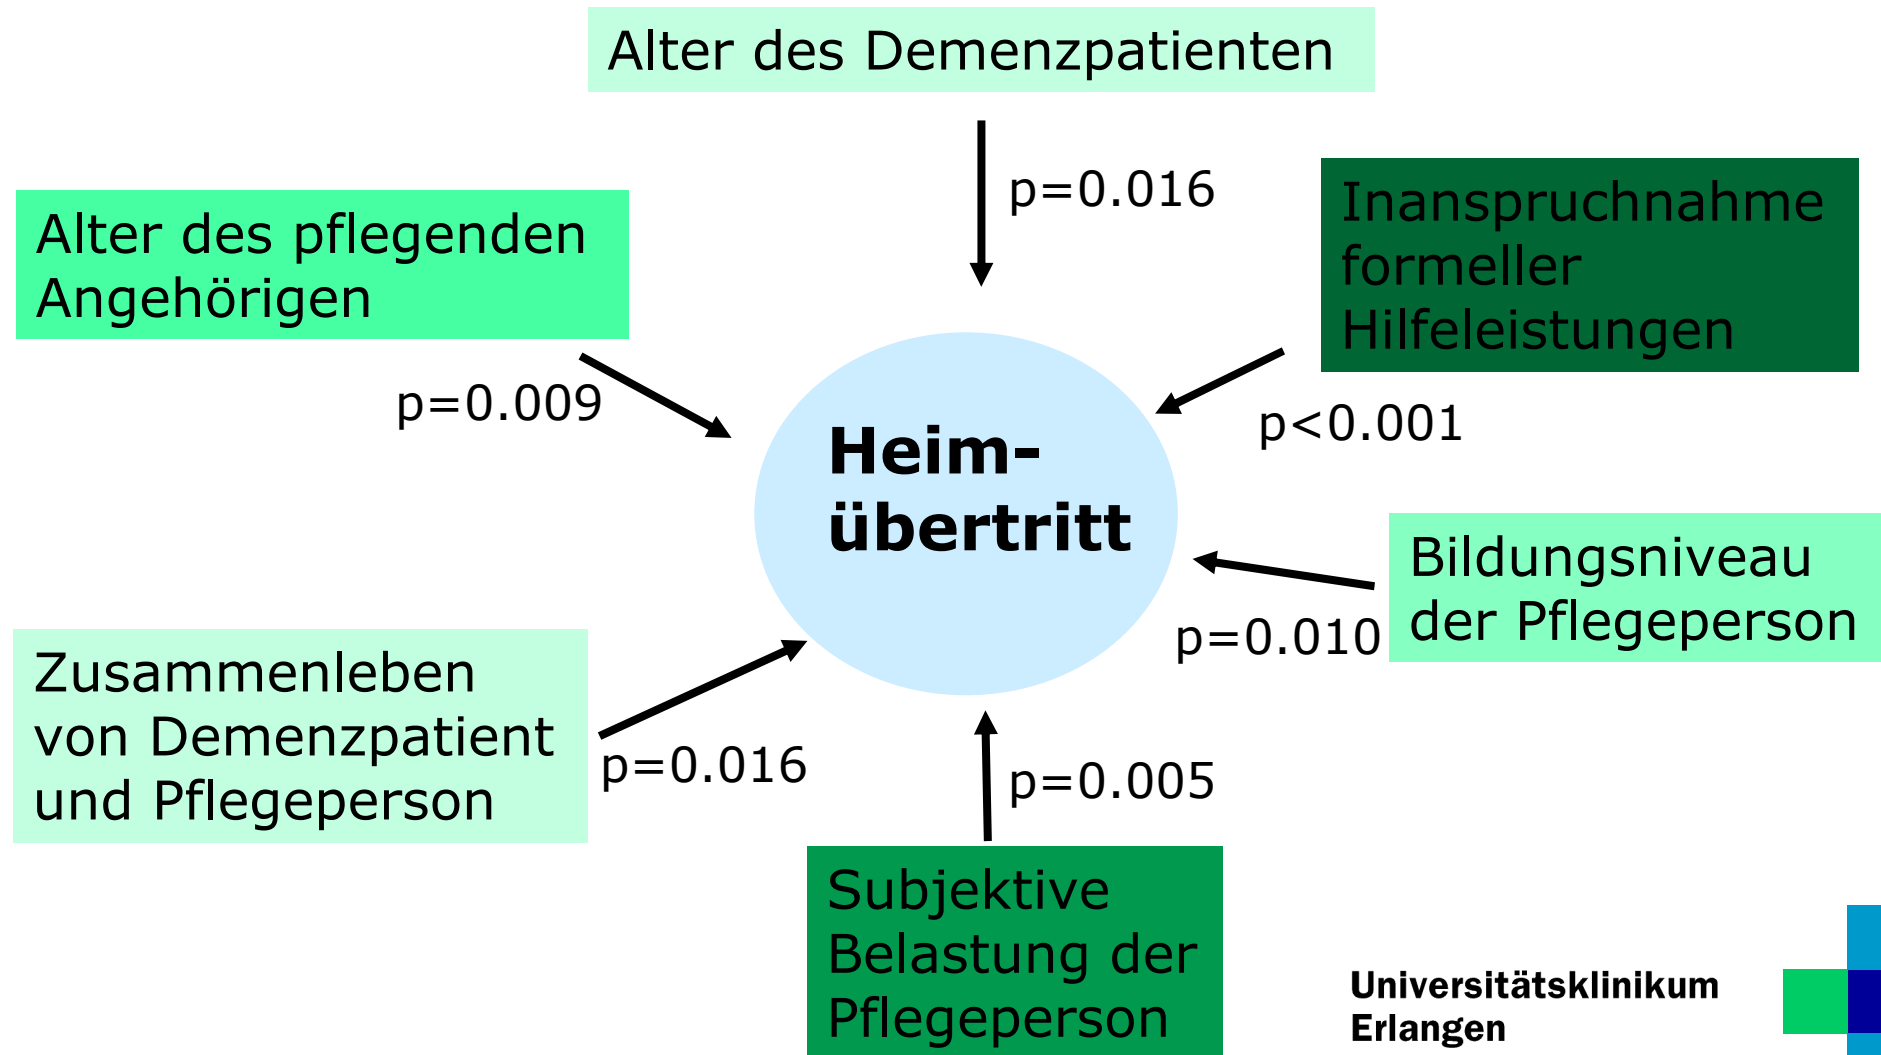 Alter des Demenzpatienten
p=0.016
Alter des pflegenden
Angehörigen
p=0.009
Inanspruchnahme
formeller
Hilfeleistungen
p<0.001
Heim-
übertritt
Bildungsniveau
der Pflegeperson
p=0.010
Zusammenleben
von Demenzpatient
und Pflegeperson
p=0.016
p=0.005
Subjektive
Belastung der
Pflegeperson
Universitätsklinikum
Erlangen